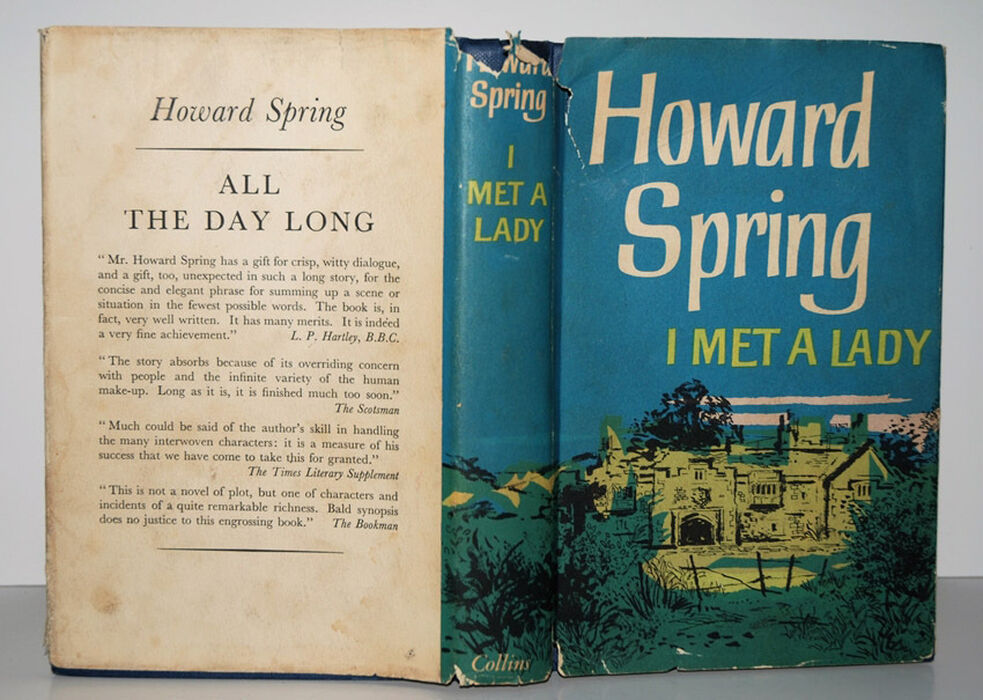 Howard Spring
ALL
THE DAY LONG
“Mr. Howard Spring has a gift for crisp, witty dialogue,
and a gift, too, unexpected in such a long story, for the
concise and elegant phrase for summing up a scene or
situation in the fewest possible words. The book is, in
fact, very well written. It has many merits. It is indeed
a very fine achievement.” L. P. Hartley, B.B.C.
“The story absorbs because of its overriding concern
with people and the infinite variety of the human
make-up. Long as it is, it is finished much too soon.”
The Scotsman
“Much could be said of the author's skill in handling
the many interwoven characters: it is a measure of his
success that we have come to take this for granted.”
The Times Literary Supplement
“This is not a novel of plot, but one of characters and
incidents of a quite remarkable richness. Bald synopsis
does no justice to this engrossing book.” The Bookman
Howard
Spring
I
MET A
LADY
Collins
Howard
Spring
I MET A LADY